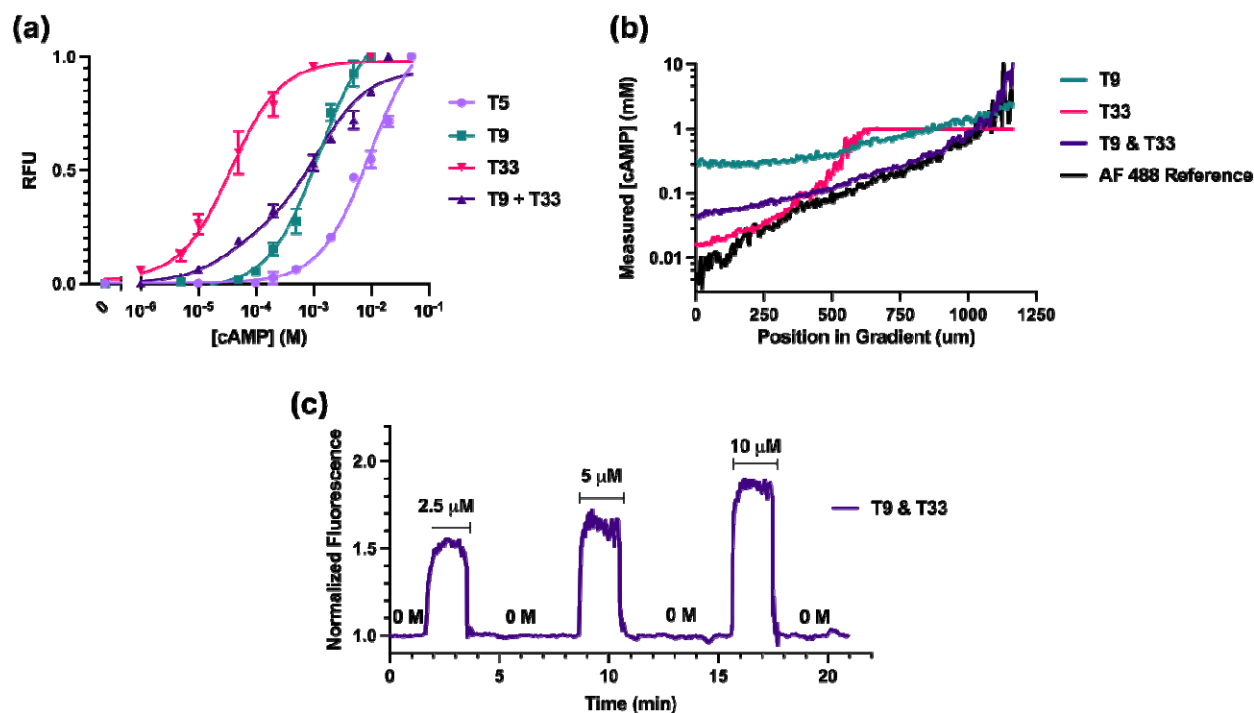 (a)
1.0
0.5
0.0
RFU
0
10⁻⁶
10⁻⁵
10⁻⁴
10⁻³
10⁻²
10⁻¹
[cAMP] (M)
T5
T9
T33
T9 + T33
(b)
10
1
0.1
0.01
Measured [cAMP] (mM)
0
250
500
750
1000
1250
Position in Gradient (um)
T9
T33
T9 & T33
AF 488 Reference
(c)
2.0
1.5
1.0
Normalized Fluorescence
2.5 μM
5 μM
10 μM
0 M
0 M
0 M
0 M
0
5
10
15
20
Time (min)
T9 & T33